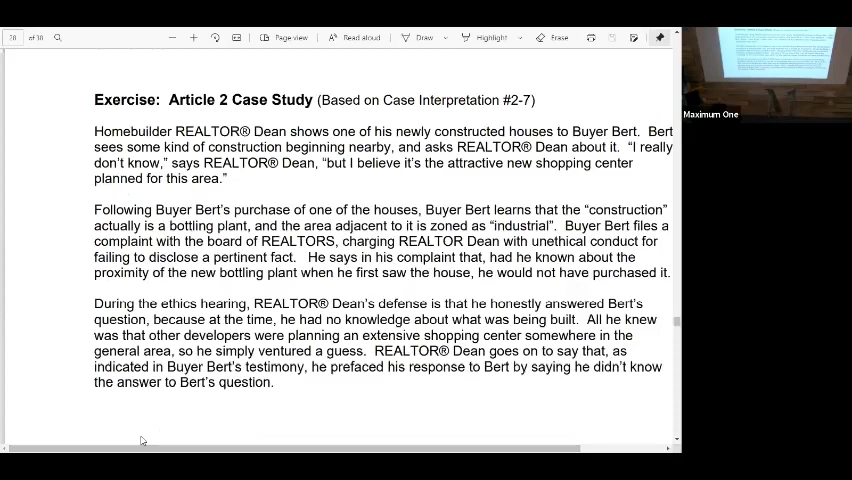 28 of 38 Page view Read aloud Draw Highlight Erase
Exercise: Article 2 Case Study (Based on Case Interpretation #2-7)
Homebuilder REALTOR® Dean shows one of his newly constructed houses to Buyer Bert. Bert
sees some kind of construction beginning nearby, and asks REALTOR® Dean about it. “I really
don’t know,” says REALTOR® Dean, “but I believe it’s the attractive new shopping center
planned for this area.”
Following Buyer Bert’s purchase of one of the houses, Buyer Bert learns that the “construction”
actually is a bottling plant, and the area adjacent to it is zoned as “industrial”. Buyer Bert files a
complaint with the board of REALTORS, charging REALTOR Dean with unethical conduct for
failing to disclose a pertinent fact. He says in his complaint that, had he known about the
proximity of the new bottling plant when he first saw the house, he would not have purchased it.
During the ethics hearing, REALTOR® Dean’s defense is that he honestly answered Bert’s
question, because at the time, he had no knowledge about what was being built. All he knew
was that other developers were planning an extensive shopping center somewhere in the
general area, so he simply ventured a guess. REALTOR® Dean goes on to say that, as
indicated in Buyer Bert’s testimony, he prefaced his response to Bert by saying he didn’t know
the answer to Bert’s question.
Maximum One